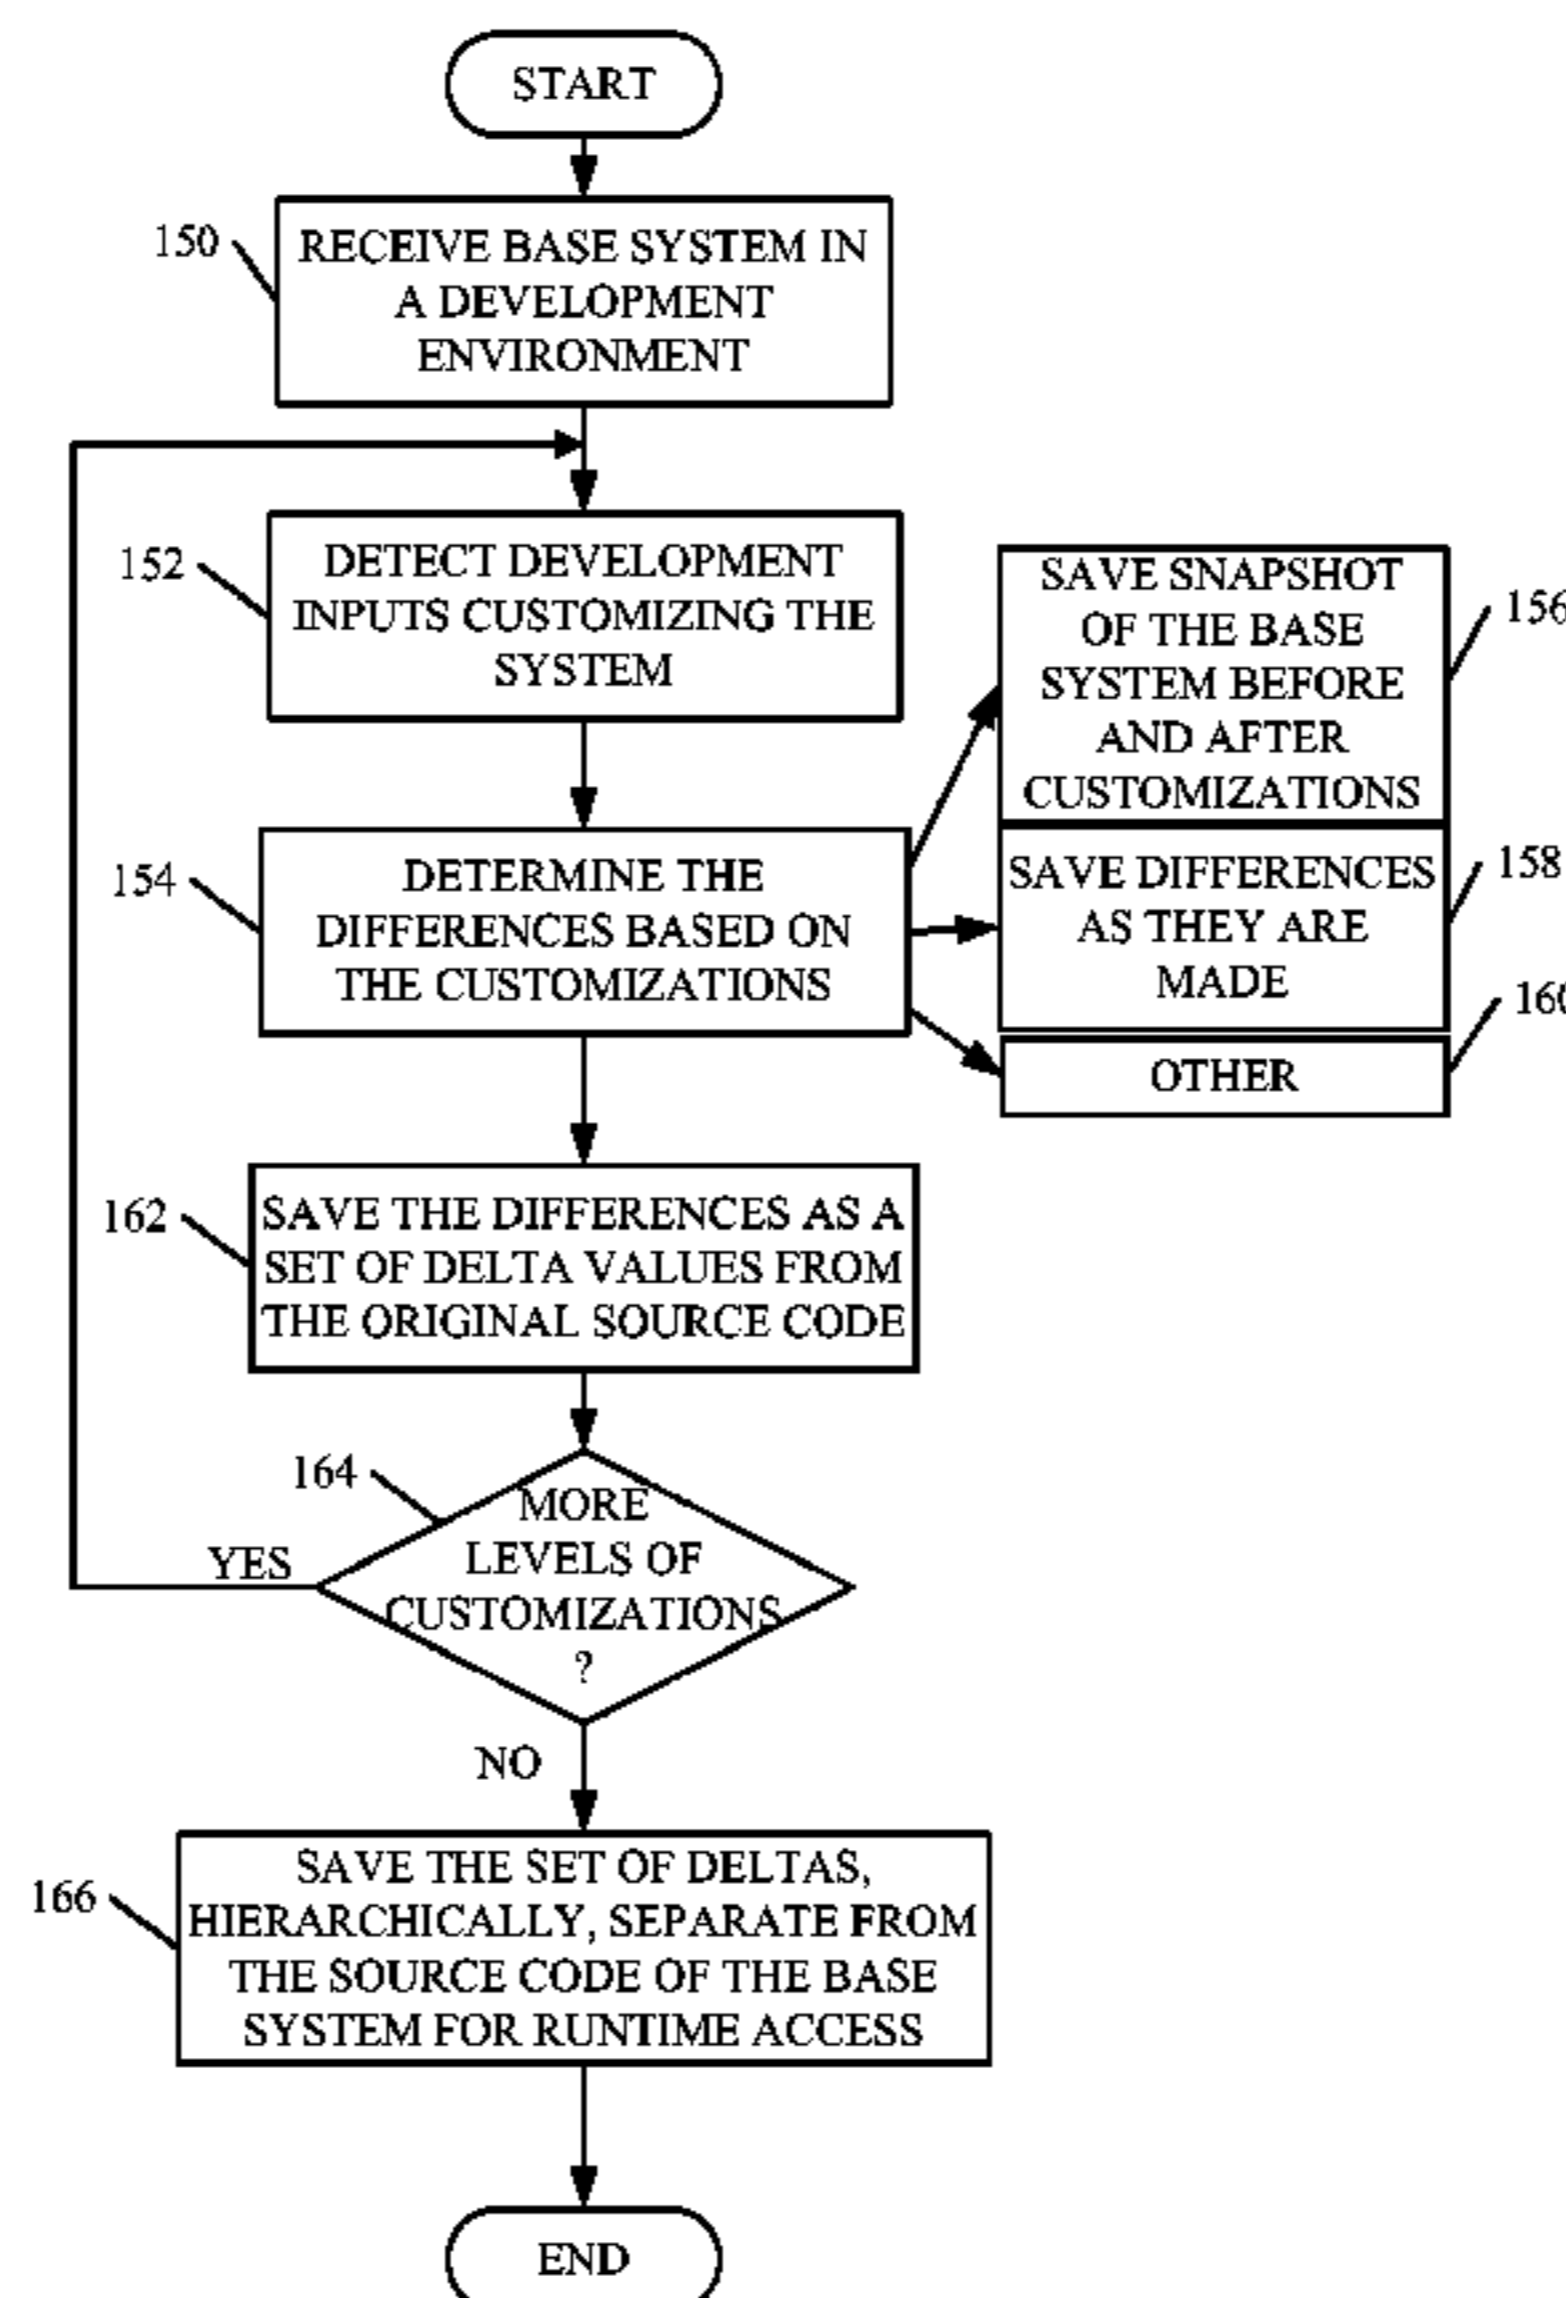 START
150
RECEIVE BASE SYSTEM IN
A DEVELOPMENT
ENVIRONMENT
152
DETECT DEVELOPMENT
INPUTS CUSTOMIZING THE
SYSTEM
154
DETERMINE THE
DIFFERENCES BASED ON
THE CUSTOMIZATIONS
SAVE SNAPSHOT
OF THE BASE
SYSTEM BEFORE
AND AFTER
CUSTOMIZATIONS
156
SAVE DIFFERENCES
AS THEY ARE
MADE
158
OTHER
160
162
SAVE THE DIFFERENCES AS A
SET OF DELTA VALUES FROM
THE ORIGINAL SOURCE CODE
164
MORE
LEVELS OF
CUSTOMIZATIONS
?
YES
NO
166
SAVE THE SET OF DELTAS,
HIERARCHICALLY, SEPARATE FROM
THE SOURCE CODE OF THE BASE
SYSTEM FOR RUNTIME ACCESS
END